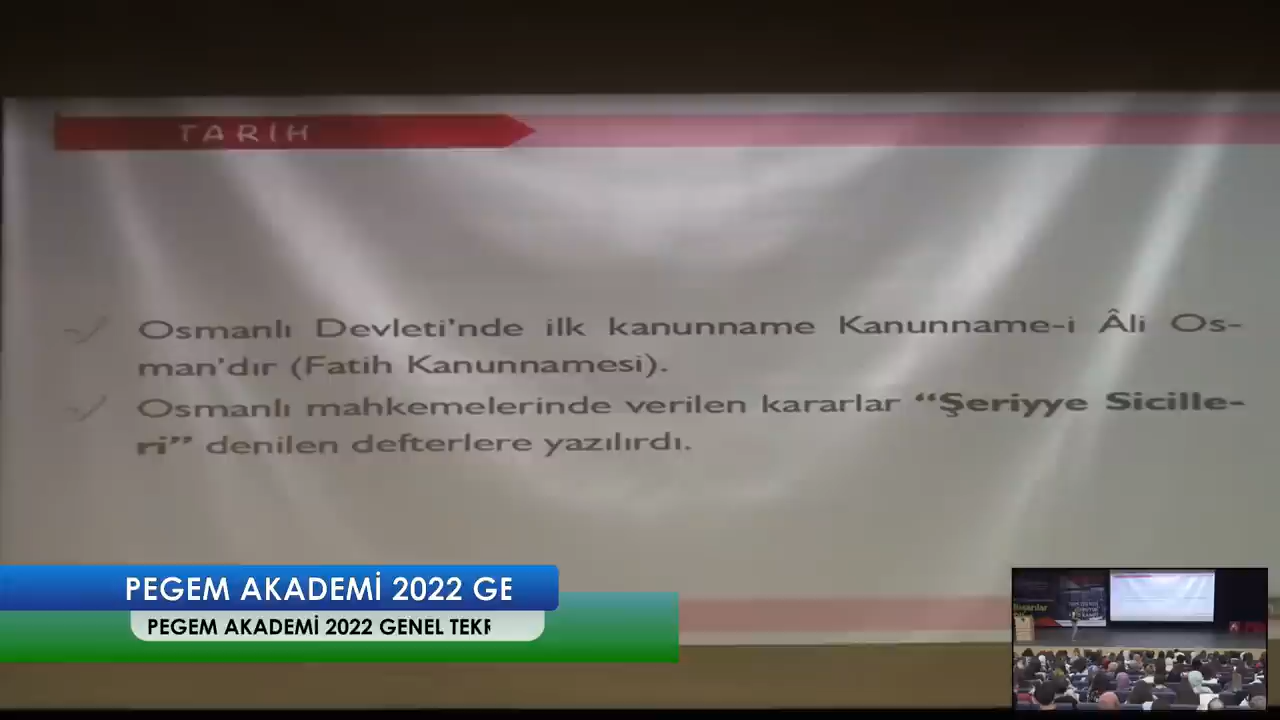 TARİH
Osmanlı Devleti'nde ilk kanunname Kanunname-i Âli Os-
man'dır (Fatih Kanunnamesi).
Osmanlı mahkemelerinde verilen kararlar “Şeriyye Sicille-
ri” denilen defterlere yazılırdı.
PEGEM AKADEMİ 2022 GE
PEGEM AKADEMİ 2022 GENEL TEKR